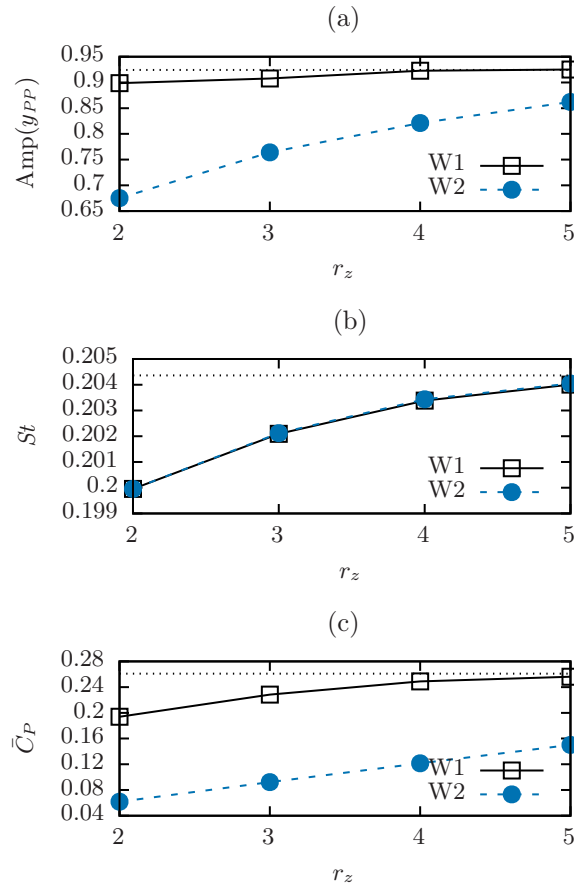 (a)
Amp(y_PP)
0.95
0.9
0.85
0.8
0.75
0.7
0.65
W1
W2
2 3 4 5
r_z
(b)
St
0.205
0.204
0.203
0.202
0.201
0.2
0.199
W1
W2
2 3 4 5
r_z
(c)
C̄_P
0.28
0.24
0.2
0.16
0.12
0.08
0.04
W1
W2
2 3 4 5
r_z